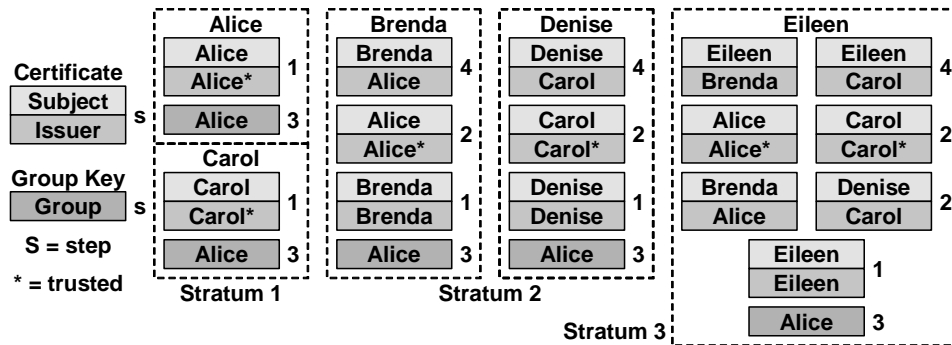 Certificate
Subject
Issuer
s
Group Key
Group
s
S = step
* = trusted
Alice
Alice
Alice*
1
Alice
3
Carol
Carol
Carol*
1
Alice
3
Stratum 1
Brenda
Brenda
Alice
4
Alice
Alice*
2
Brenda
Brenda
1
Alice
3
Denise
Denise
Carol
4
Carol
Carol*
2
Denise
Denise
1
Alice
3
Stratum 2
Eileen
Eileen
Brenda
Eileen
Carol
4
Alice
Alice*
Carol
Carol*
2
Brenda
Alice
Denise
Carol
2
Eileen
Eileen
1
Alice
3
Stratum 3